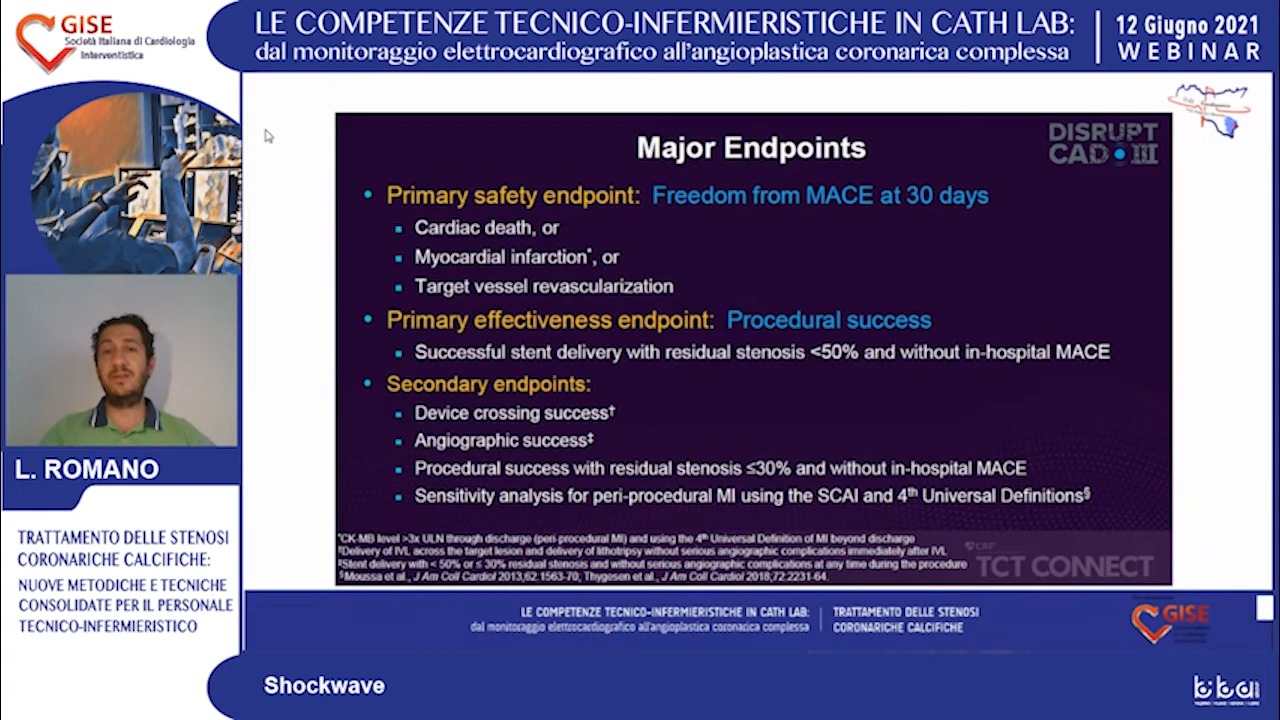 GISE
Società Italiana di Cardiologia
Interventistica
LE COMPETENZE TECNICO-INFERMIERISTICHE IN CATH LAB:
dal monitoraggio elettrocardiografico all'angioplastica coronarica complessa
12 Giugno 2021
WEBINAR
DISRUPT
CAD III
Major Endpoints
• Primary safety endpoint: Freedom from MACE at 30 days
▪ Cardiac death, or
▪ Myocardial infarction*, or
▪ Target vessel revascularization
• Primary effectiveness endpoint: Procedural success
▪ Successful stent delivery with residual stenosis <50% and without in-hospital MACE
• Secondary endpoints:
▪ Device crossing success†
▪ Angiographic success‡
▪ Procedural success with residual stenosis ≤30% and without in-hospital MACE
▪ Sensitivity analysis for peri-procedural MI using the SCAI and 4th Universal Definitions§
*CK-MB level >3x ULN through discharge (peri-procedural MI) and using the 4th Universal Definition of MI beyond discharge
†Delivery of IVL across the target lesion and delivery of lithotripsy without serious angiographic complications immediately after IVL
‡Stent delivery with < 50% or ≤ 30% residual stenosis and without serious angiographic complications at any time during the procedure
§Moussa et al., J Am Coll Cardiol 2013;62:1563-70; Thygesen et al., J Am Coll Cardiol 2018;72:2231-64.
CRF
TCT CONNECT
L. ROMANO
TRATTAMENTO DELLE STENOSI
CORONARICHE CALCIFICHE:
NUOVE METODICHE E TECNICHE
CONSOLIDATE PER IL PERSONALE
TECNICO-INFERMIERISTICO
LE COMPETENZE TECNICO-INFERMIERISTICHE IN CATH LAB:
dal monitoraggio elettrocardiografico all'angioplastica coronarica complessa
TRATTAMENTO DELLE STENOSI
CORONARICHE CALCIFICHE
GISE
Shockwave